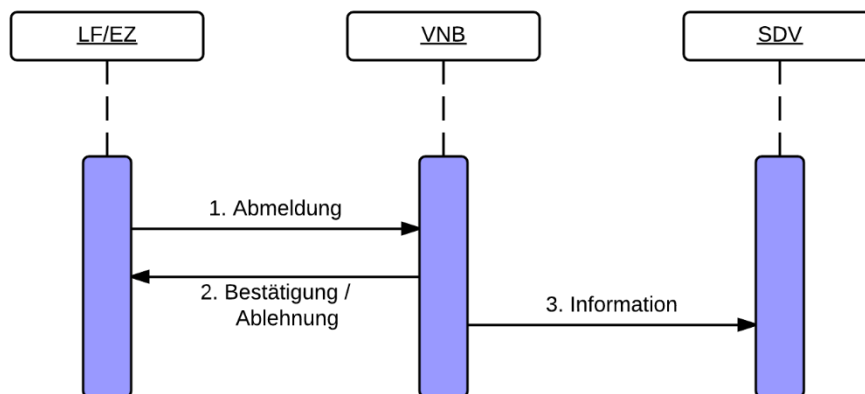 LF/EZ
VNB
SDV
1. Abmeldung
2. Bestätigung /
Ablehnung
3. Information